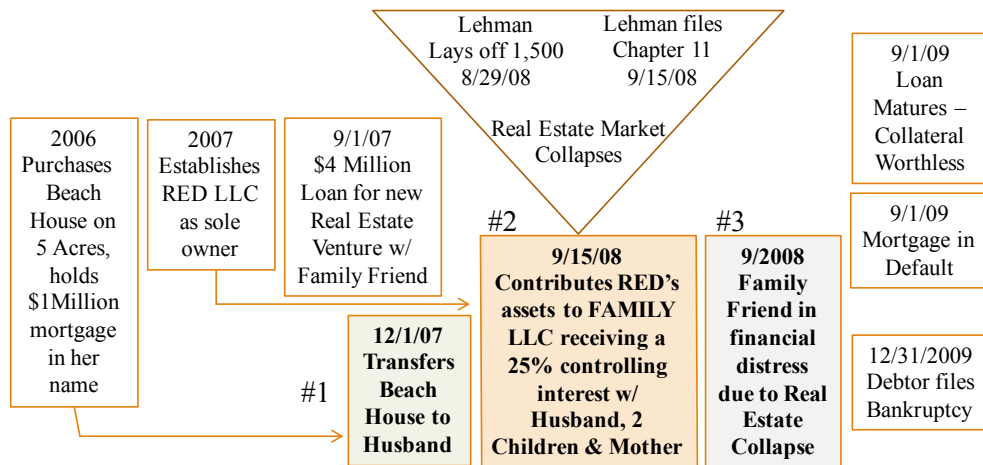 Lehman
Lays off 1,500
8/29/08
Lehman files
Chapter 11
9/15/08
Real Estate Market
Collapses
2006
Purchases
Beach
House on
5 Acres,
holds
$1Million
mortgage
in her
name
2007
Establishes
RED LLC
as sole
owner
9/1/07
$4 Million
Loan for new
Real Estate
Venture w/
Family Friend
#1
12/1/07
Transfers
Beach
House to
Husband
#2
9/15/08
Contributes RED’s
assets to FAMILY
LLC receiving a
25% controlling
interest w/
Husband, 2
Children & Mother
#3
9/2008
Family
Friend in
financial
distress
due to Real
Estate
Collapse
9/1/09
Loan
Matures –
Collateral
Worthless
9/1/09
Mortgage in
Default
12/31/2009
Debtor files
Bankruptcy